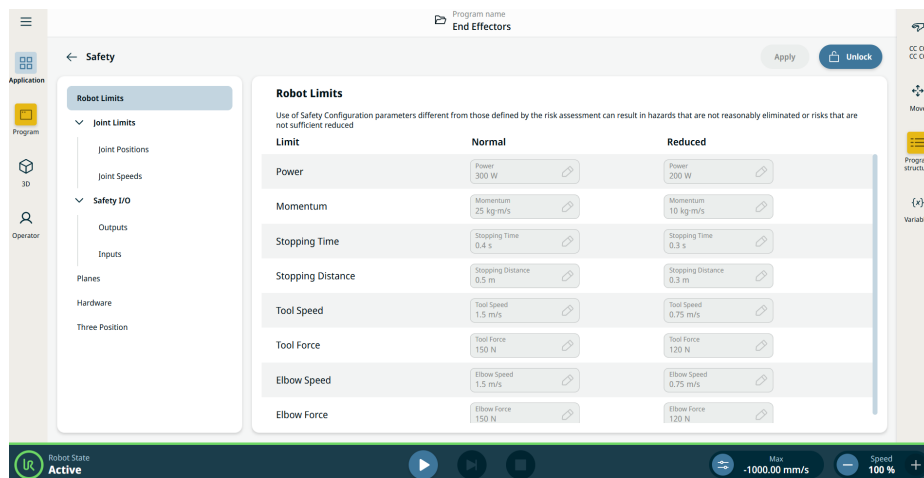 Program name
End Effectors
Safety
Apply
Unlock
Application
Program
3D
Operator
Robot Limits
Joint Limits
Joint Positions
Joint Speeds
Safety I/O
Outputs
Inputs
Planes
Hardware
Three Position
Robot Limits
Use of Safety Configuration parameters different from those defined by the risk assessment can result in hazards that are not reasonably eliminated or risks that are
not sufficient reduced
Limit Normal Reduced
Power
Power
300 W
Power
200 W
Momentum
Momentum
25 kg·m/s
Momentum
10 kg·m/s
Stopping Time
Stopping Time
0.4 s
Stopping Time
0.3 s
Stopping Distance
Stopping Distance
0.5 m
Stopping Distance
0.3 m
Tool Speed
Tool Speed
1.5 m/s
Tool Speed
0.75 m/s
Tool Force
Tool Force
150 N
Tool Force
120 N
Elbow Speed
Elbow Speed
1.5 m/s
Elbow Speed
0.75 m/s
Elbow Force
Elbow Force
150 N
Elbow Force
120 N
Move
{x}
UR
Robot State
Active
Max
-1000.00 mm/s
Speed
100 %